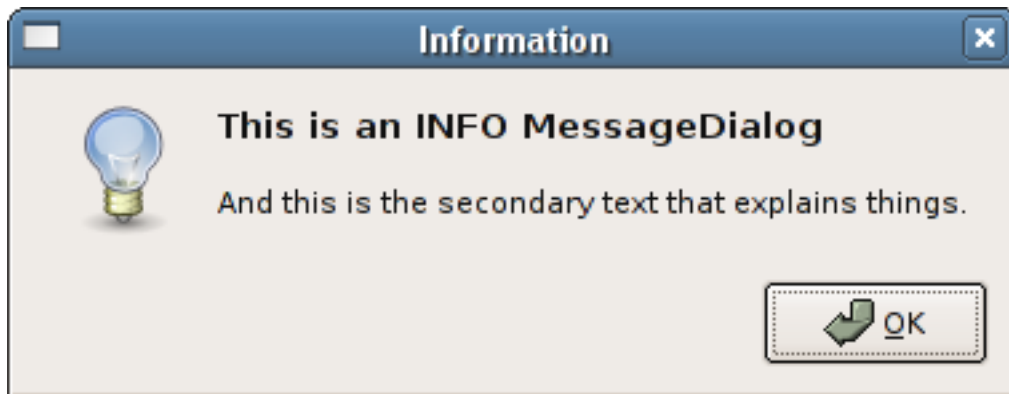 Information
This is an INFO MessageDialog
And this is the secondary text that explains things.
OK